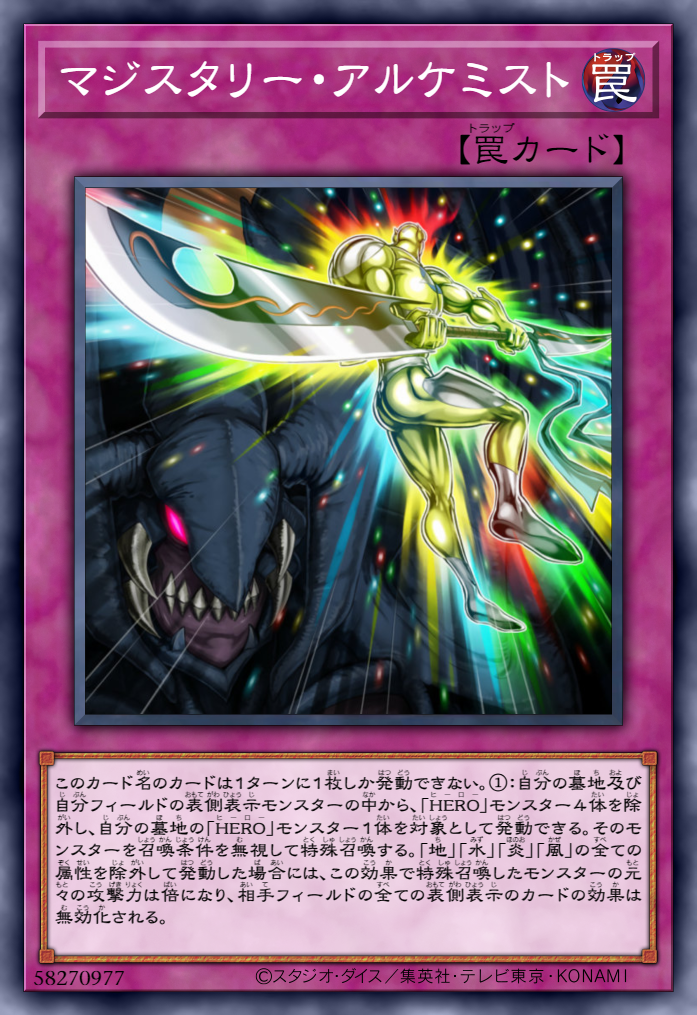 マジスタリー・アルケミスト
トラップ
罠
トラップ
【罠カード】
このカード名のカードは1ターンに1枚しか発動できない。①:自分の墓地及び
自分フィールドの表側表示モンスターの中から、「HERO」モンスター4体を除
外し、自分の墓地の「HERO」モンスター1体を対象として発動できる。そのモ
ンスターを召喚条件を無視して特殊召喚する。「地」「水」「炎」「風」の全ての
属性を除外して発動した場合には、この効果で特殊召喚したモンスターの元
々の攻撃力は倍になり、相手フィールドの全ての表側表示のカードの効果は
無効化される。
58270977
©スタジオ・ダイス/集英社・テレビ東京・KONAMI